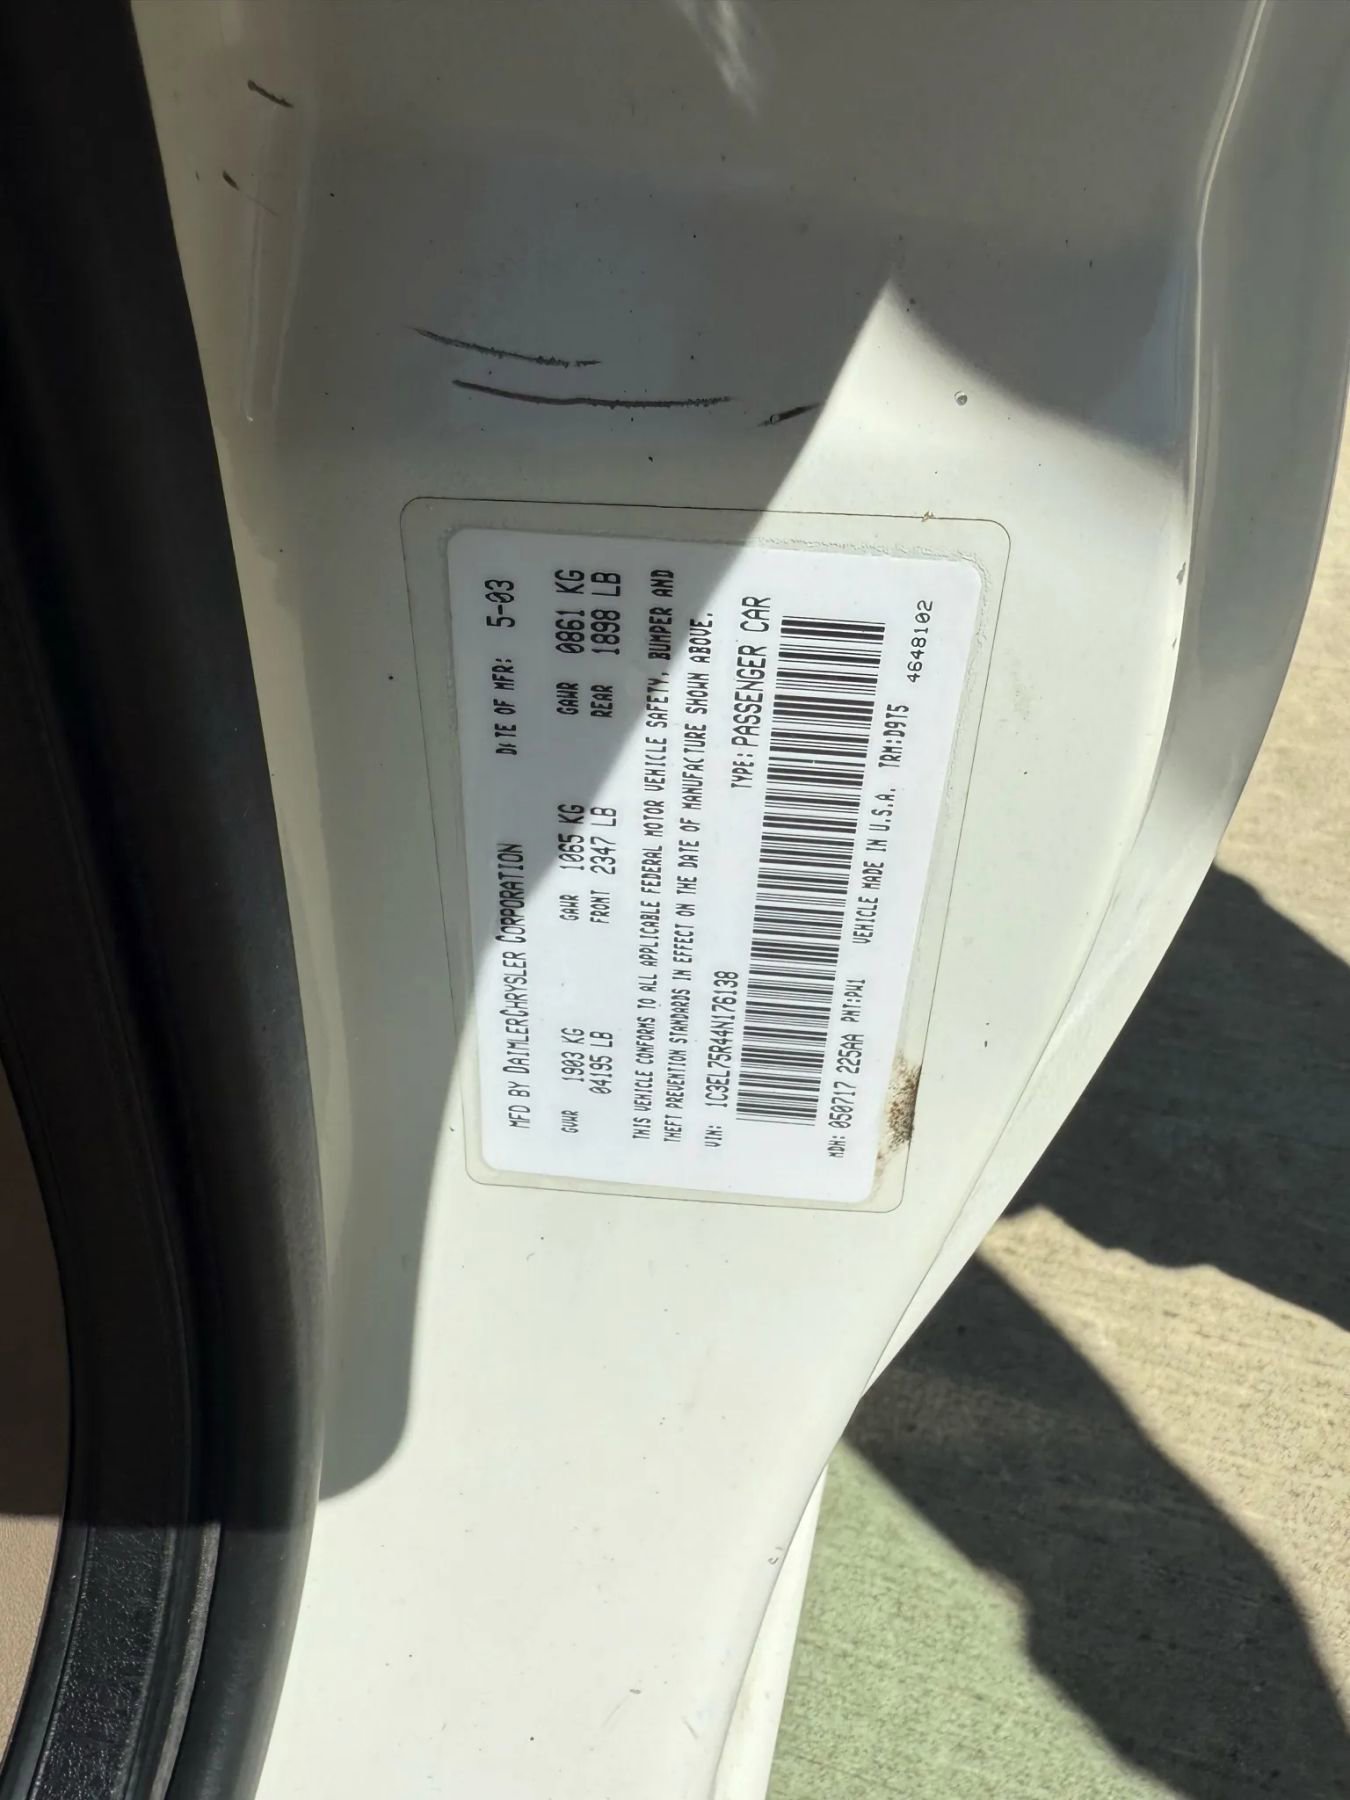 MFD BY DAIMLERCHRYSLER CORPORATION DATE OF MFR: 5-03
GVWR 1903 KG GAWR 1065 KG GAWR 0861 KG
04195 LB FRONT 2347 LB REAR 1898 LB
THIS VEHICLE CONFORMS TO ALL APPLICABLE FEDERAL MOTOR VEHICLE SAFETY, BUMPER AND
THEFT PREVENTION STANDARDS IN EFFECT ON THE DATE OF MANUFACTURE SHOWN ABOVE.
VIN: 1C3EL75R44N176138 TYPE: PASSENGER CAR
MDH: 050717 225AA PNT:PW1 VEHICLE MADE IN U.S.A. TRM:D9T5
4648102